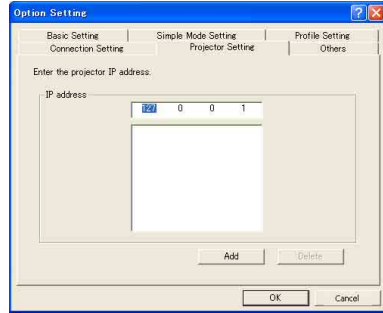 Option Setting
Basic Setting Simple Mode Setting Profile Setting
Connection Setting Projector Setting Others
Enter the projector IP address.
IP address
127 0 0 1
Add Delete
OK Cancel